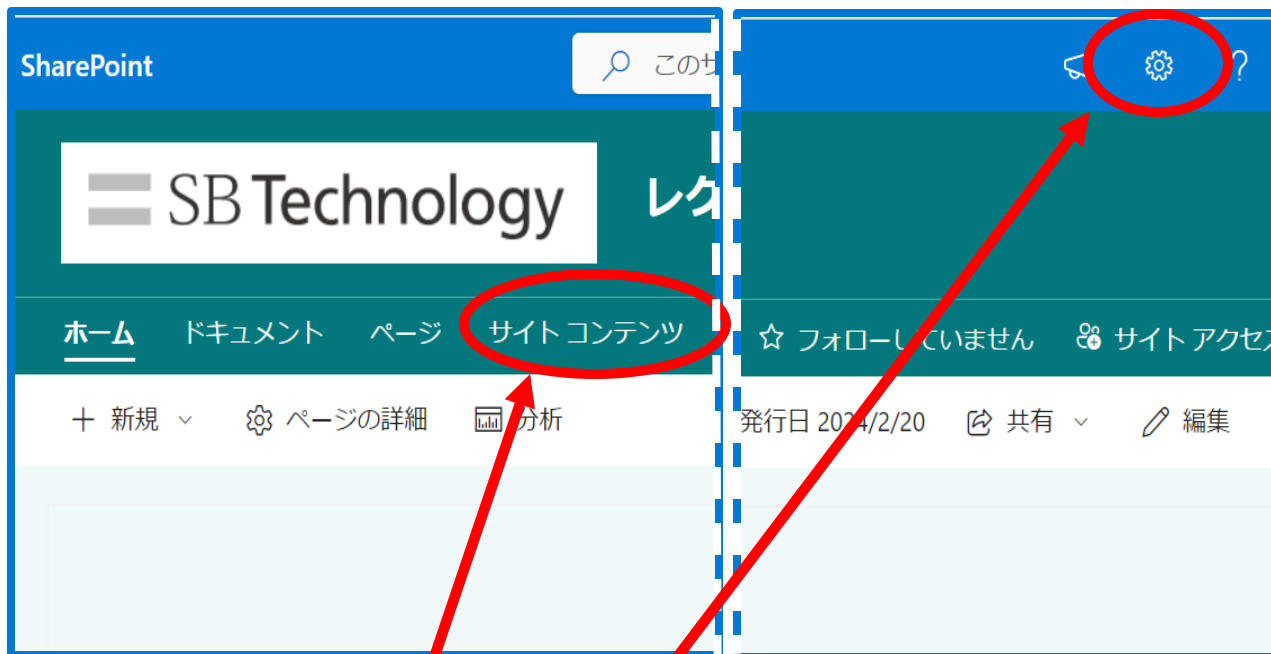 SharePoint
このサ
?
SB Technology
レク
ホーム ドキュメント ページ サイト コンテンツ
フォローしていません サイト アクセス
新規 ページの詳細 分析
発行日 2024/2/20 共有 編集